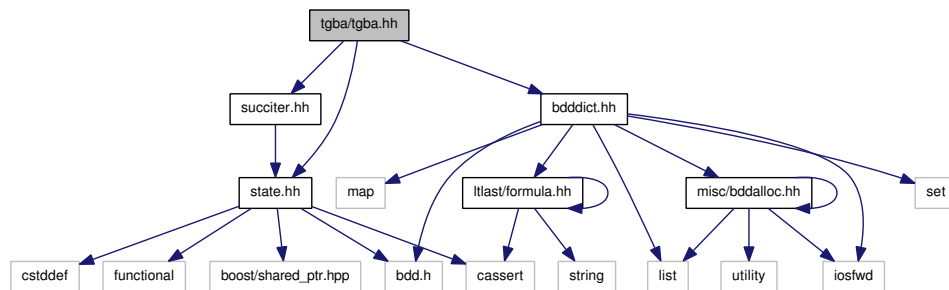 tgba/tgba.hh
succiter.hh
bdddict.hh
state.hh
map
ltlast/formula.hh
misc/bddalloc.hh
set
cstddef
functional
boost/shared_ptr.hpp
bdd.h
cassert
string
list
utility
iosfwd